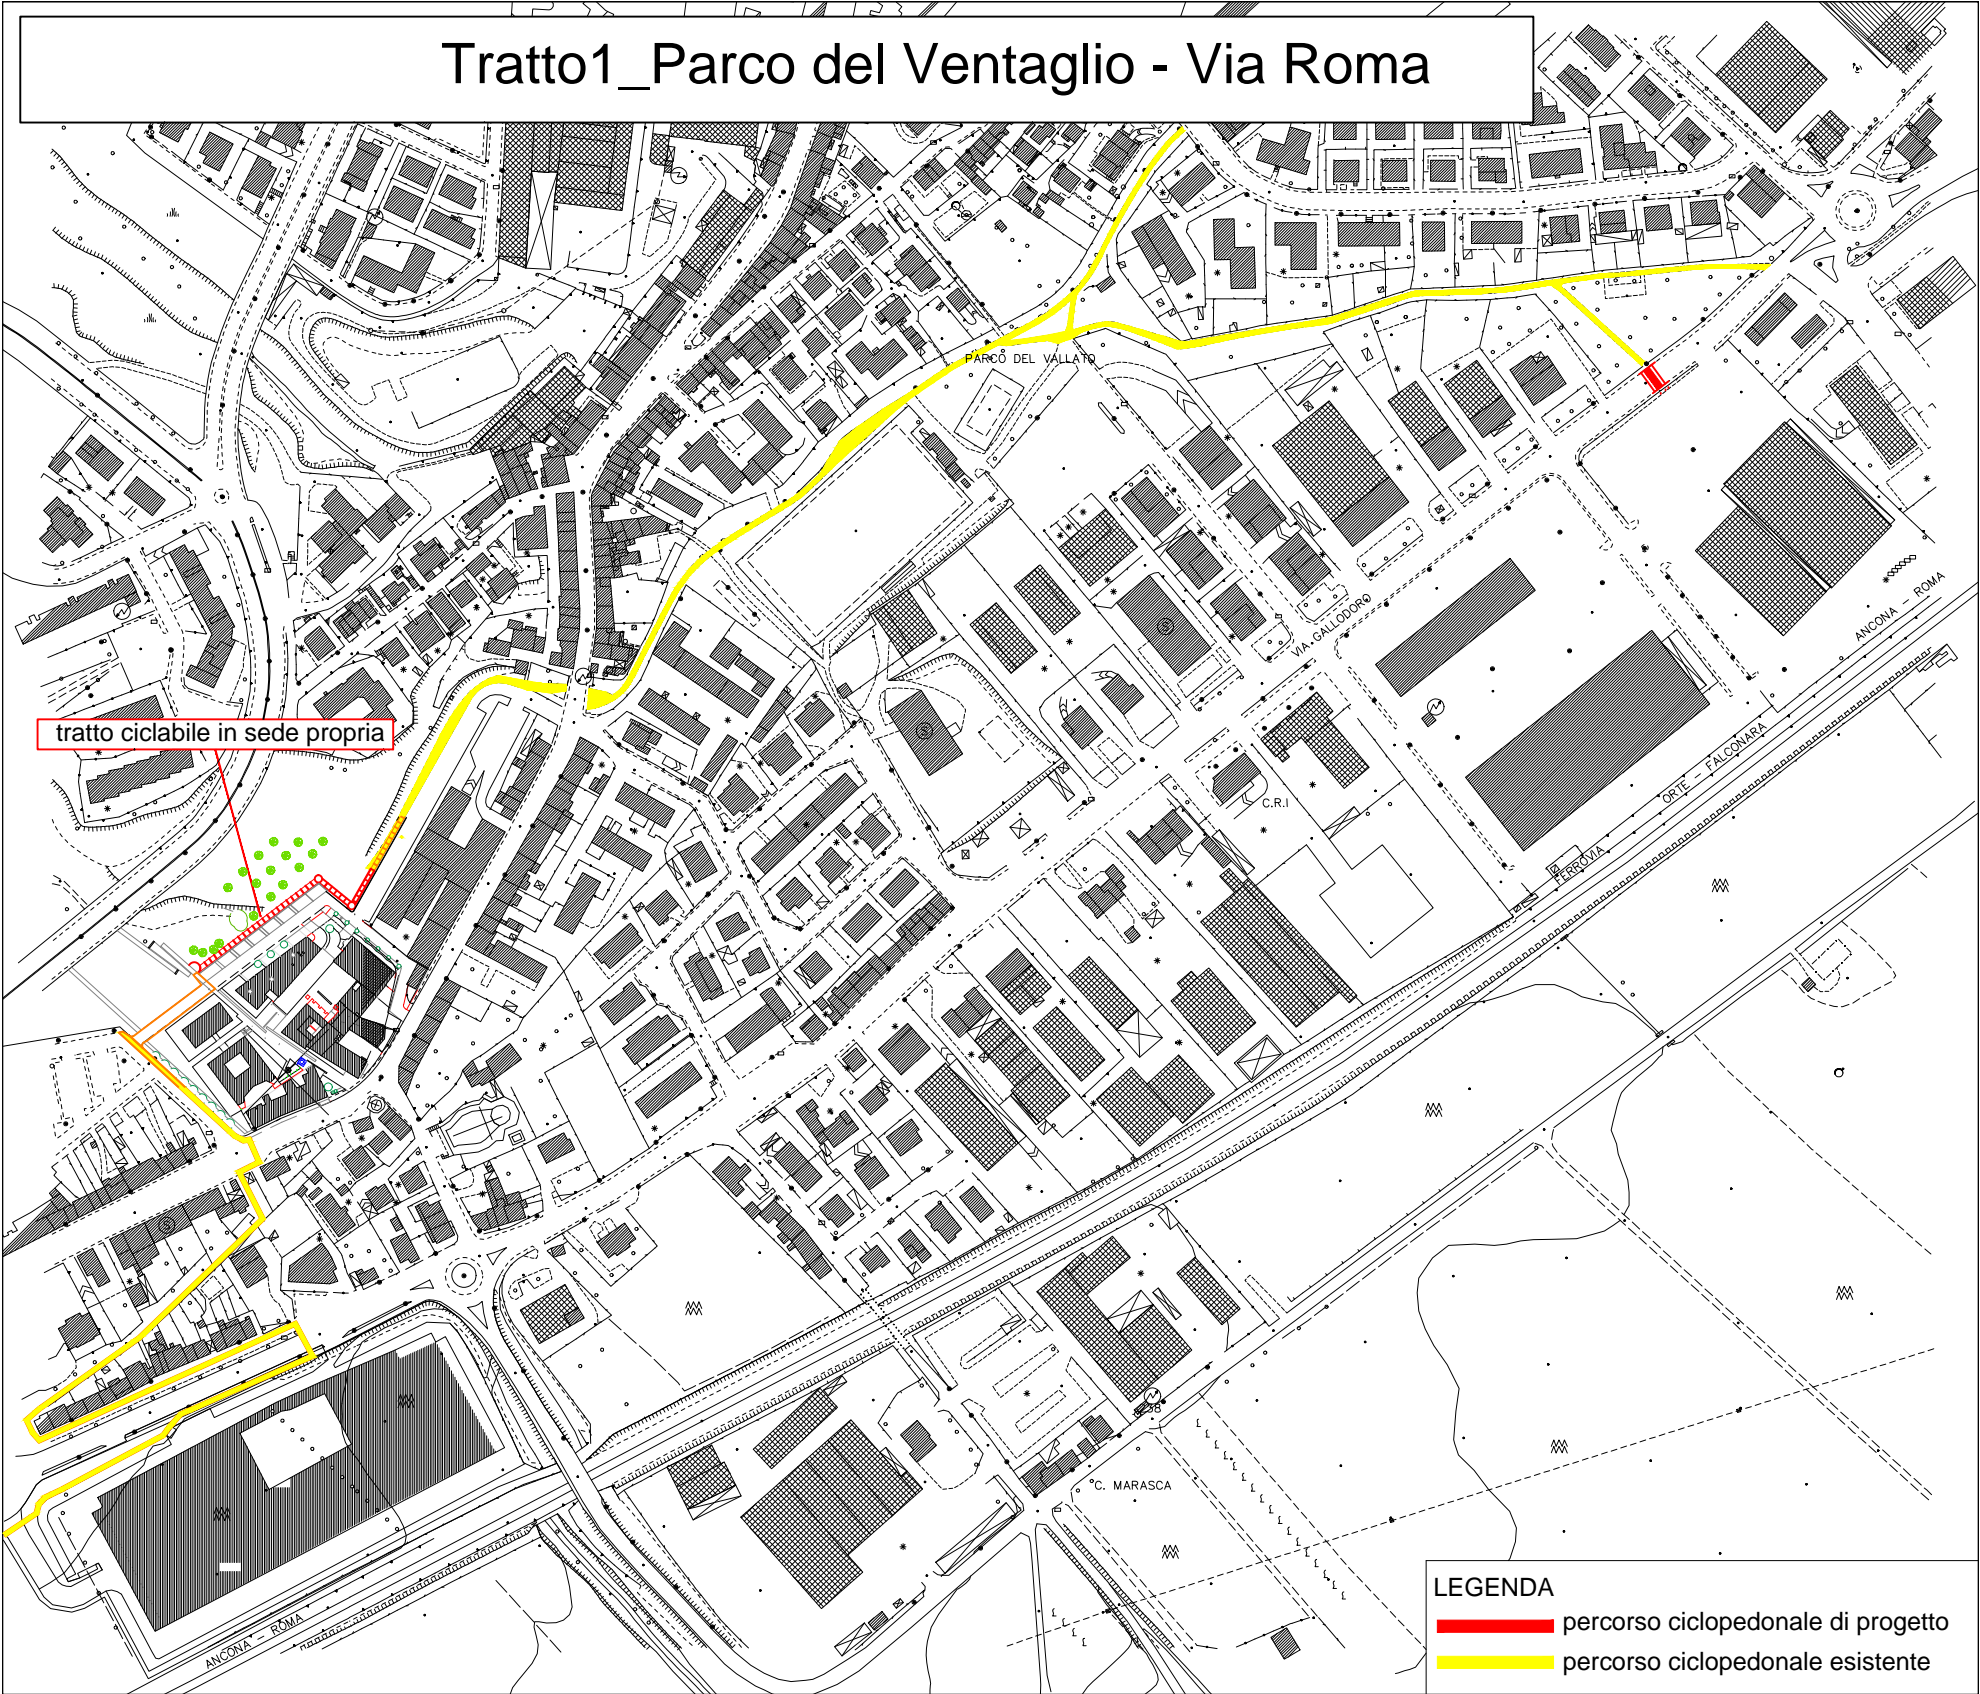 Tratto1_Parco del Ventaglio - Via Roma
PARCO DEL VALLATO
VIA GALLODORO
ANCONA - ROMA
tratto ciclabile in sede propria
ORTE - FALCONARA
C.R.I
FERROVIA
C. MARASCA
ANCONA - ROMA
LEGENDA
percorso ciclopedonale di progetto
percorso ciclopedonale esistente